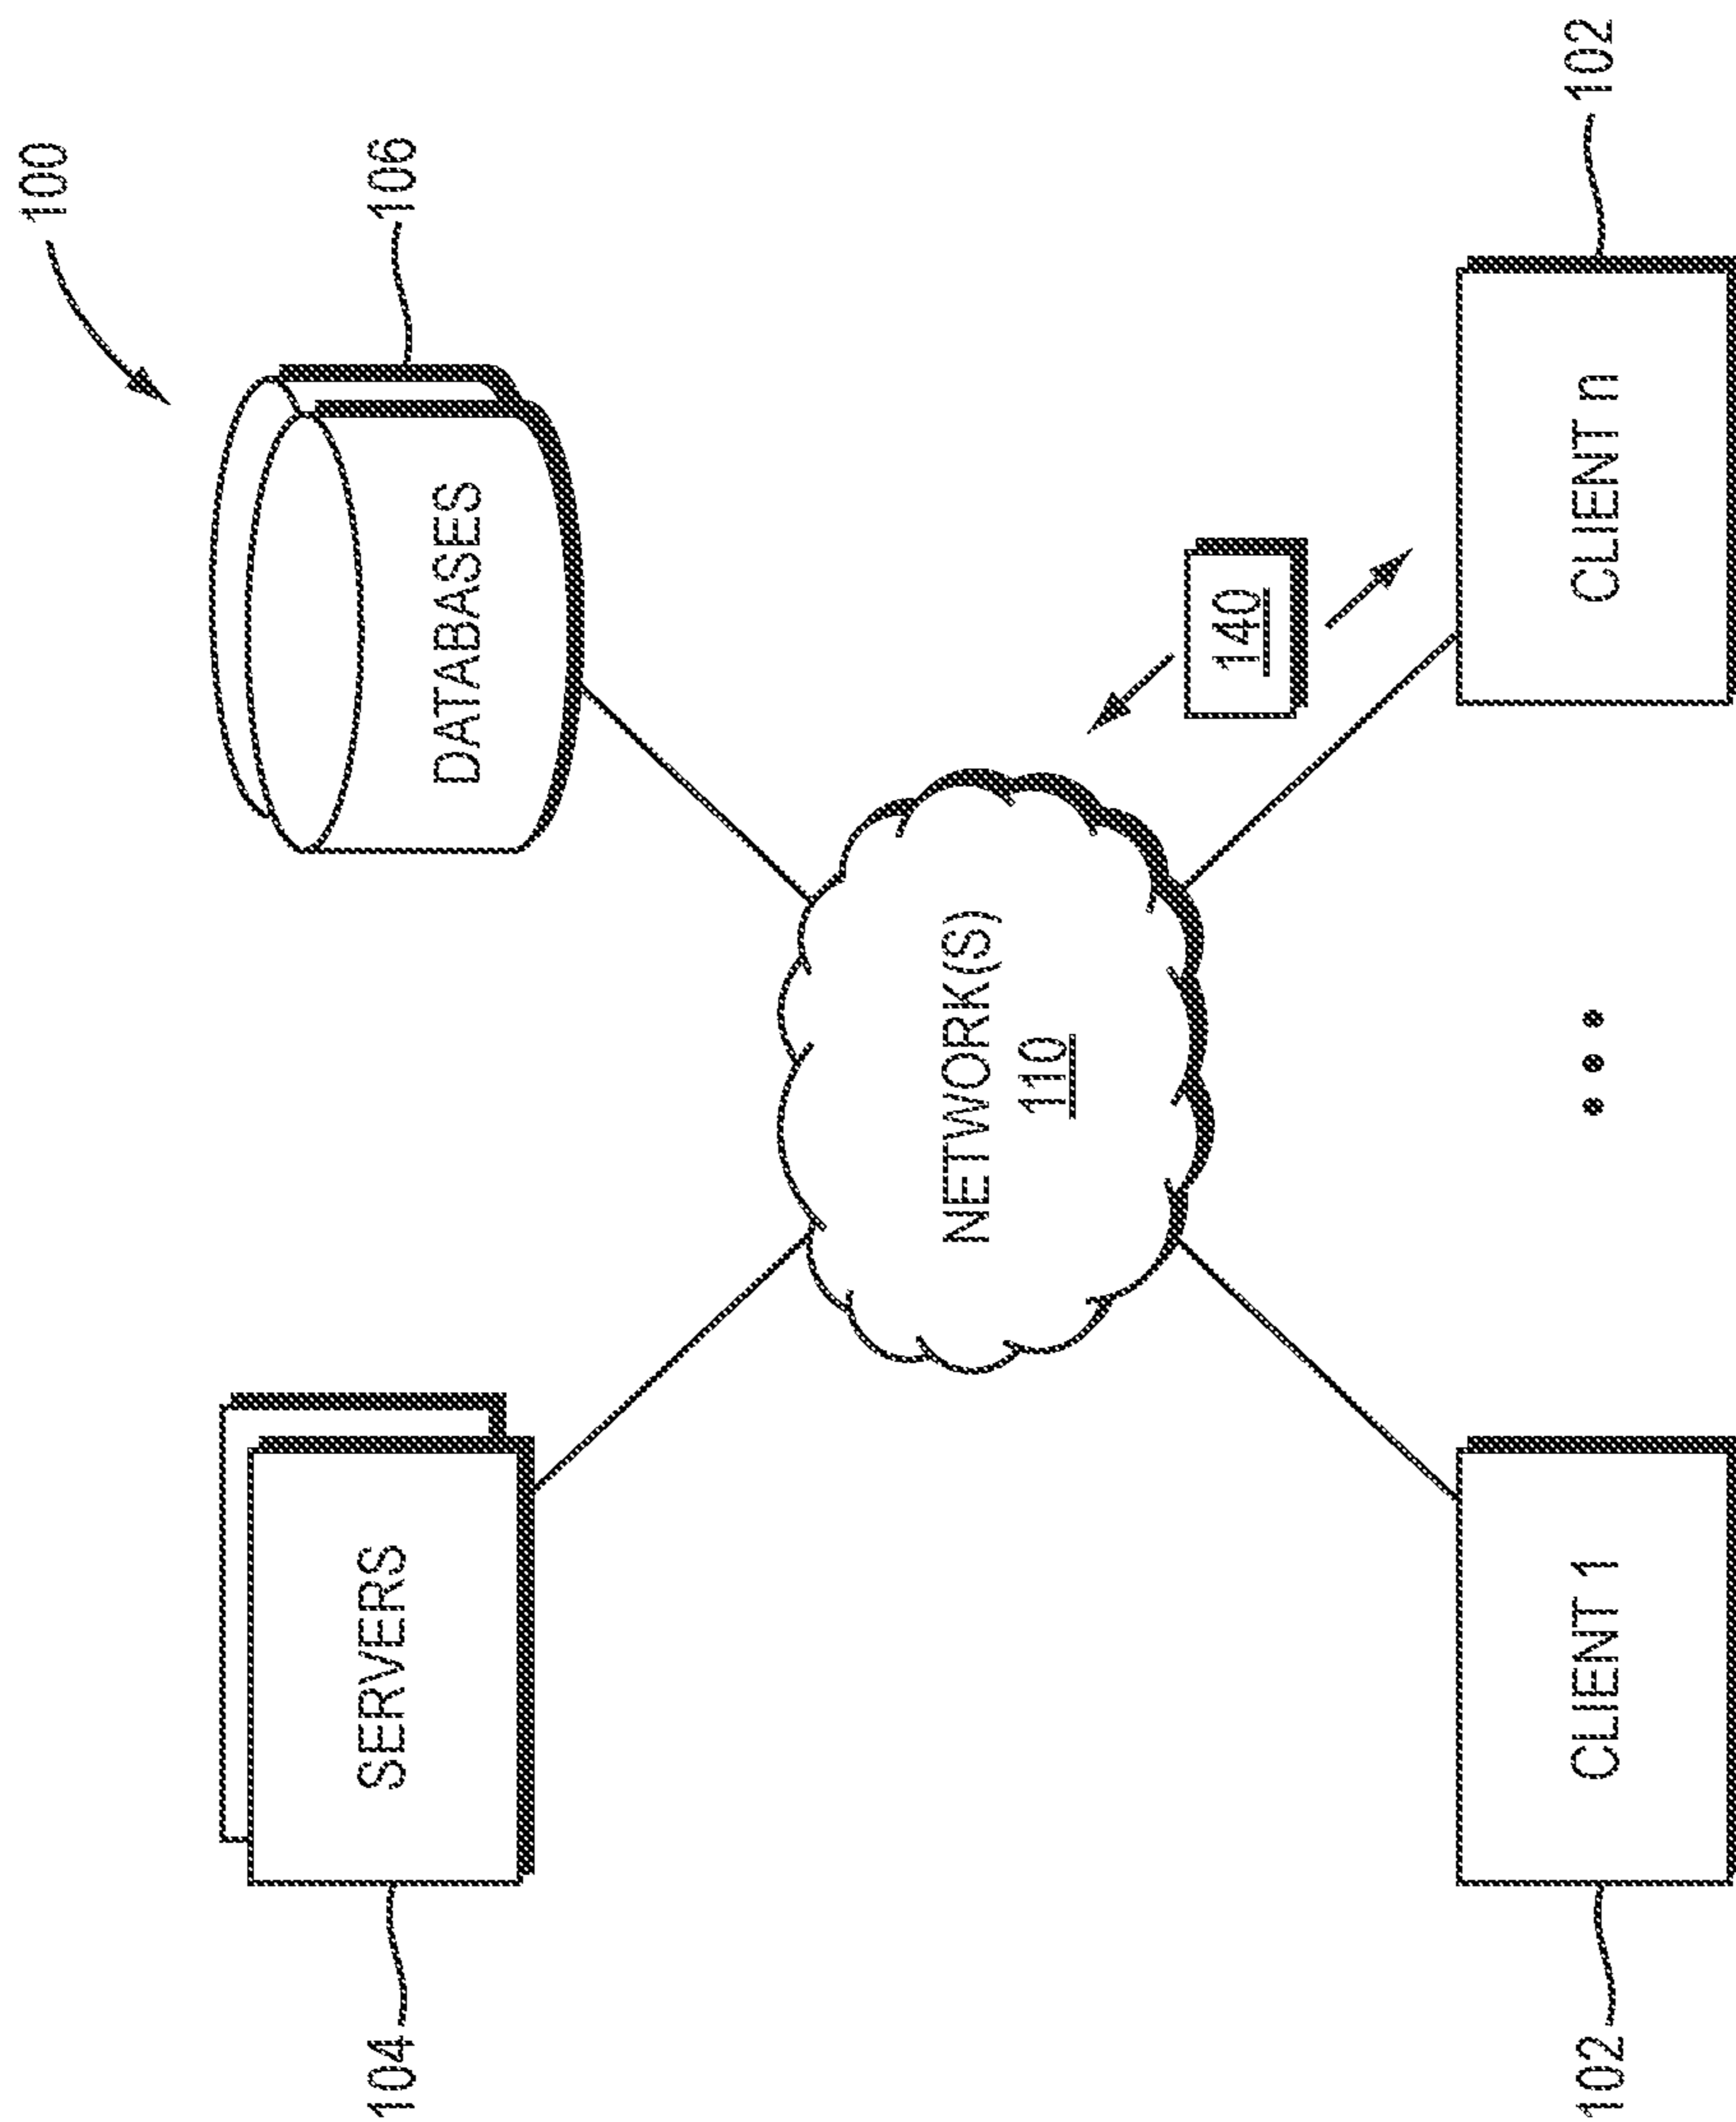 100
104
SERVERS
DATABASES
106
NETWORK(S)
110
140
102
CLIENT 1
CLIENT n
102